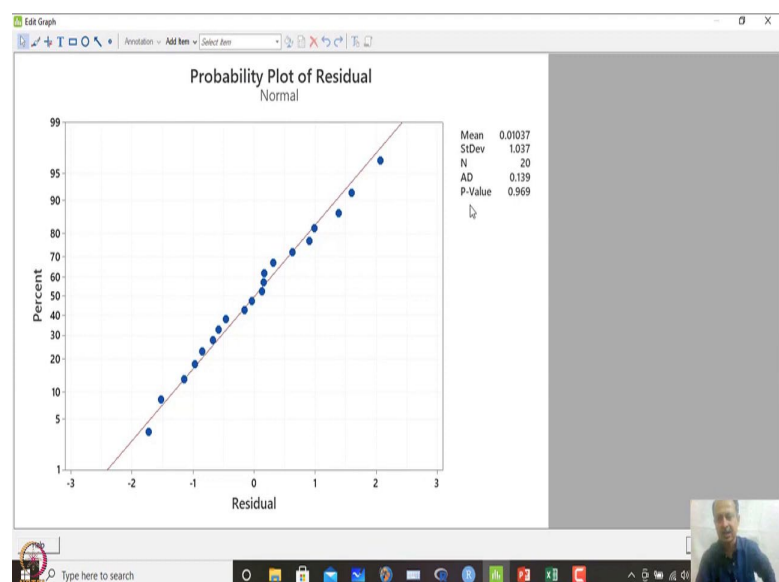 Edit Graph
Annotation Add Item Select Item
Probability Plot of Residual
Normal
99
95
90
80
70
60
50
40
30
20
10
5
1
Percent
-3 -2 -1 0 1 2 3
Residual
Mean 0.01037
StDev 1.037
N 20
AD 0.139
P-Value 0.969
Type here to search